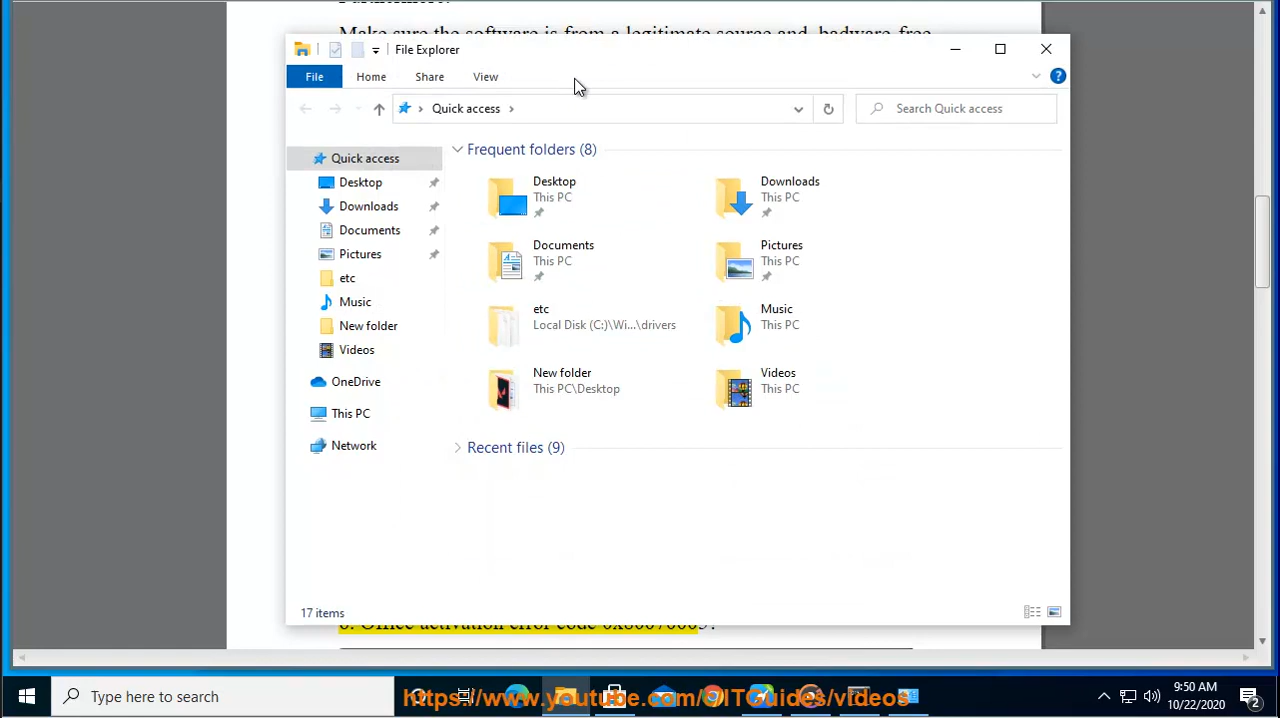 Make sure the software is from a legitimate source and badware-free
File Explorer
File Home Share View
Quick access
Search Quick access
Quick access
Desktop
Downloads
Documents
Pictures
etc
Music
New folder
Videos
OneDrive
This PC
Network
Frequent folders (8)
Desktop
This PC
Downloads
This PC
Documents
This PC
Pictures
This PC
etc
Local Disk (C:)\Wi...\drivers
Music
This PC
New folder
This PC\Desktop
Videos
This PC
Recent files (9)
17 items
Type here to search
https://www.youtube.com/@ITGuides/videos
9:50 AM
10/22/2020
2